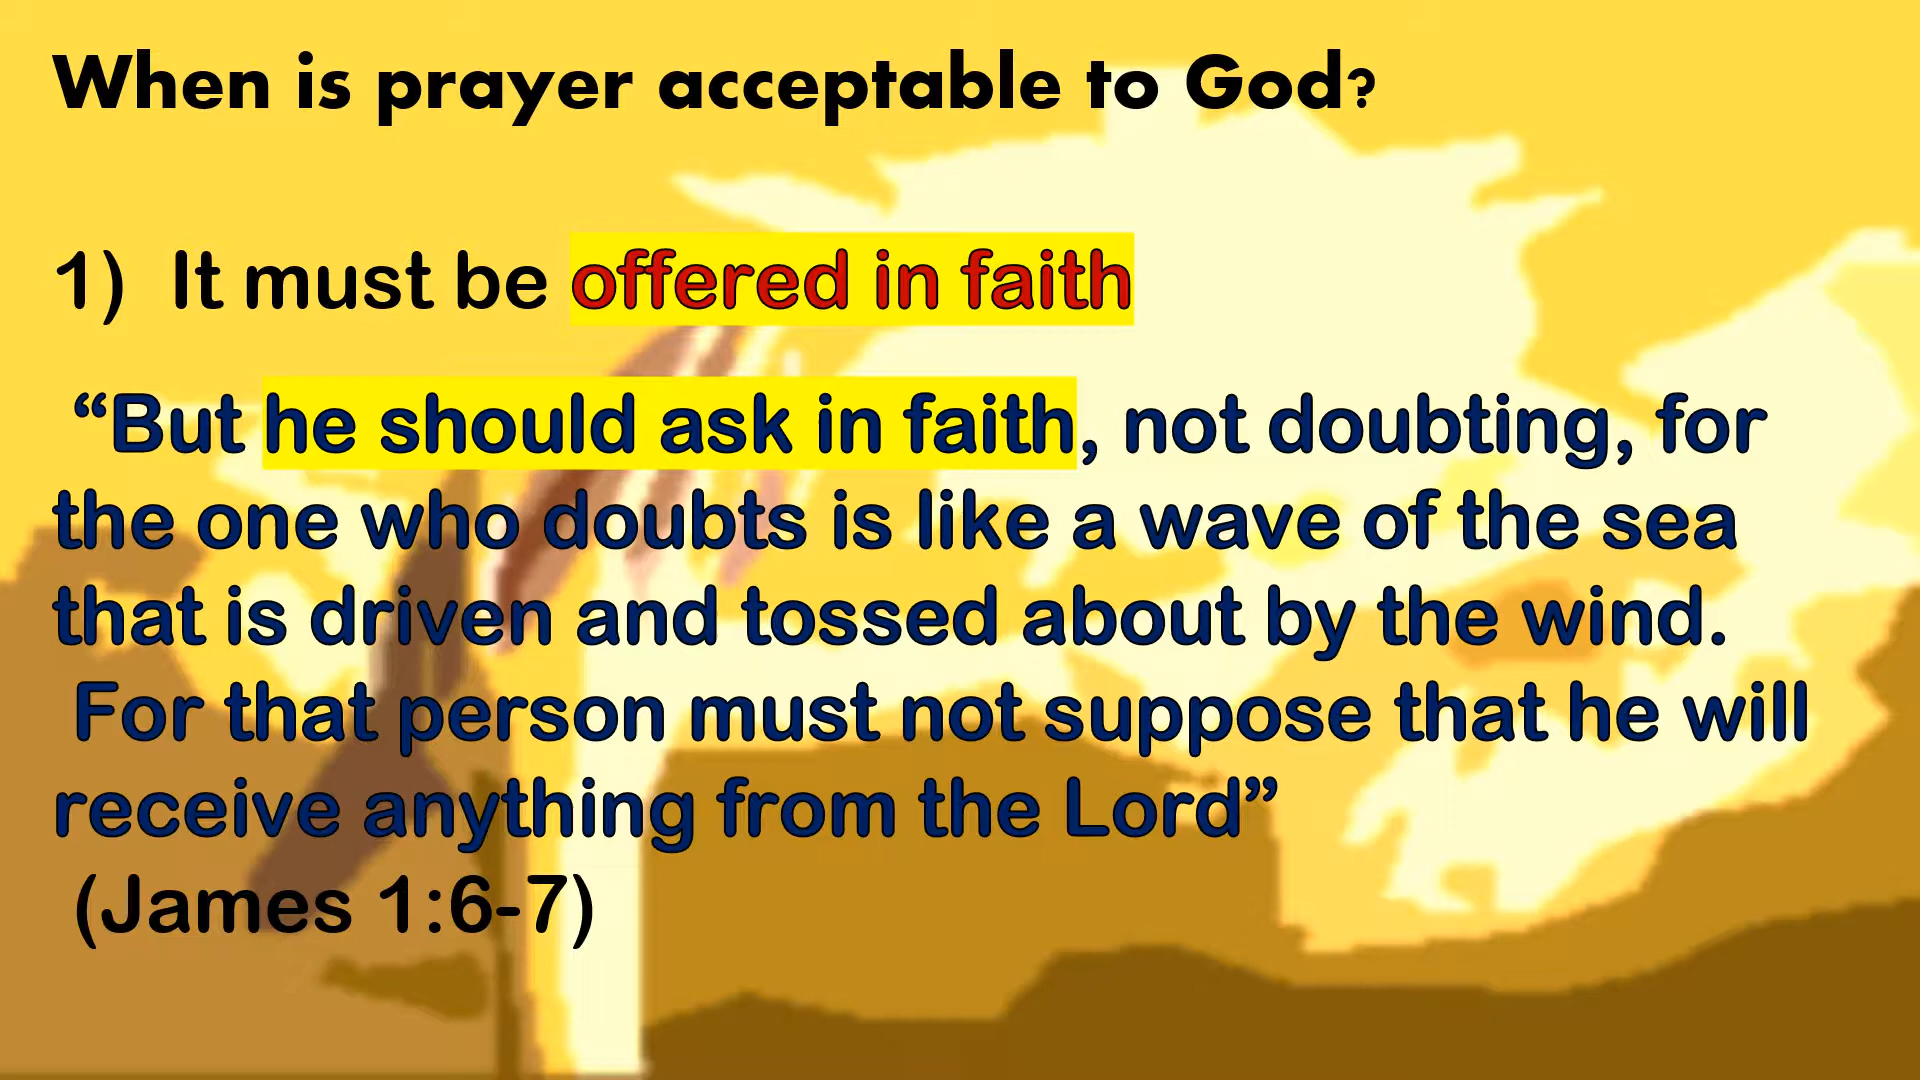 When is prayer acceptable to God?
1) It must be offered in faith
“But he should ask in faith, not doubting, for
the one who doubts is like a wave of the sea
that is driven and tossed about by the wind.
For that person must not suppose that he will
receive anything from the Lord”
(James 1:6-7)